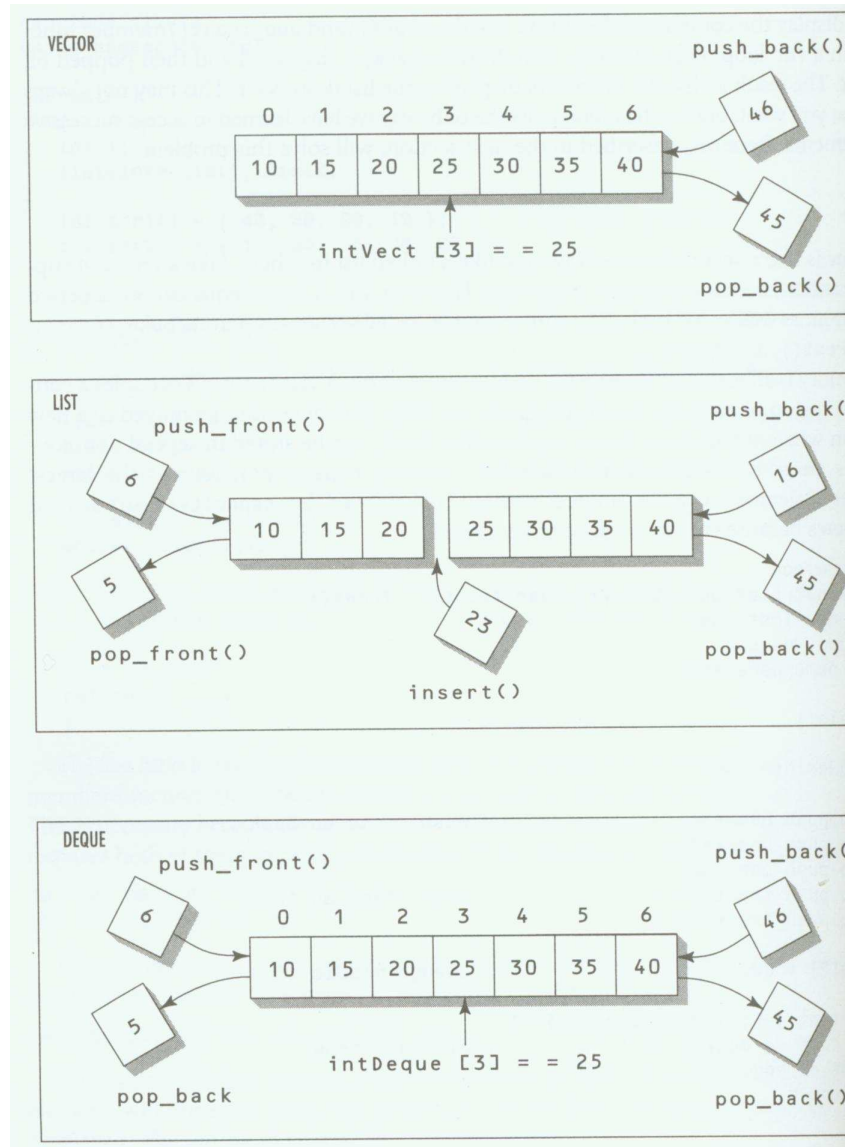 VECTOR
push_back()
0 1 2 3 4 5 6
46
10 15 20 25 30 35 40
45
intVect [3] = = 25
pop_back()
LIST
push_front()
push_back(
6
16
10 15 20 25 30 35 40
5
45
23
pop_front()
pop_back()
insert()
DEQUE
push_front()
push_back(
6
0 1 2 3 4 5 6
46
10 15 20 25 30 35 40
5
45
intDeque [3] = = 25
pop_back
pop_back()